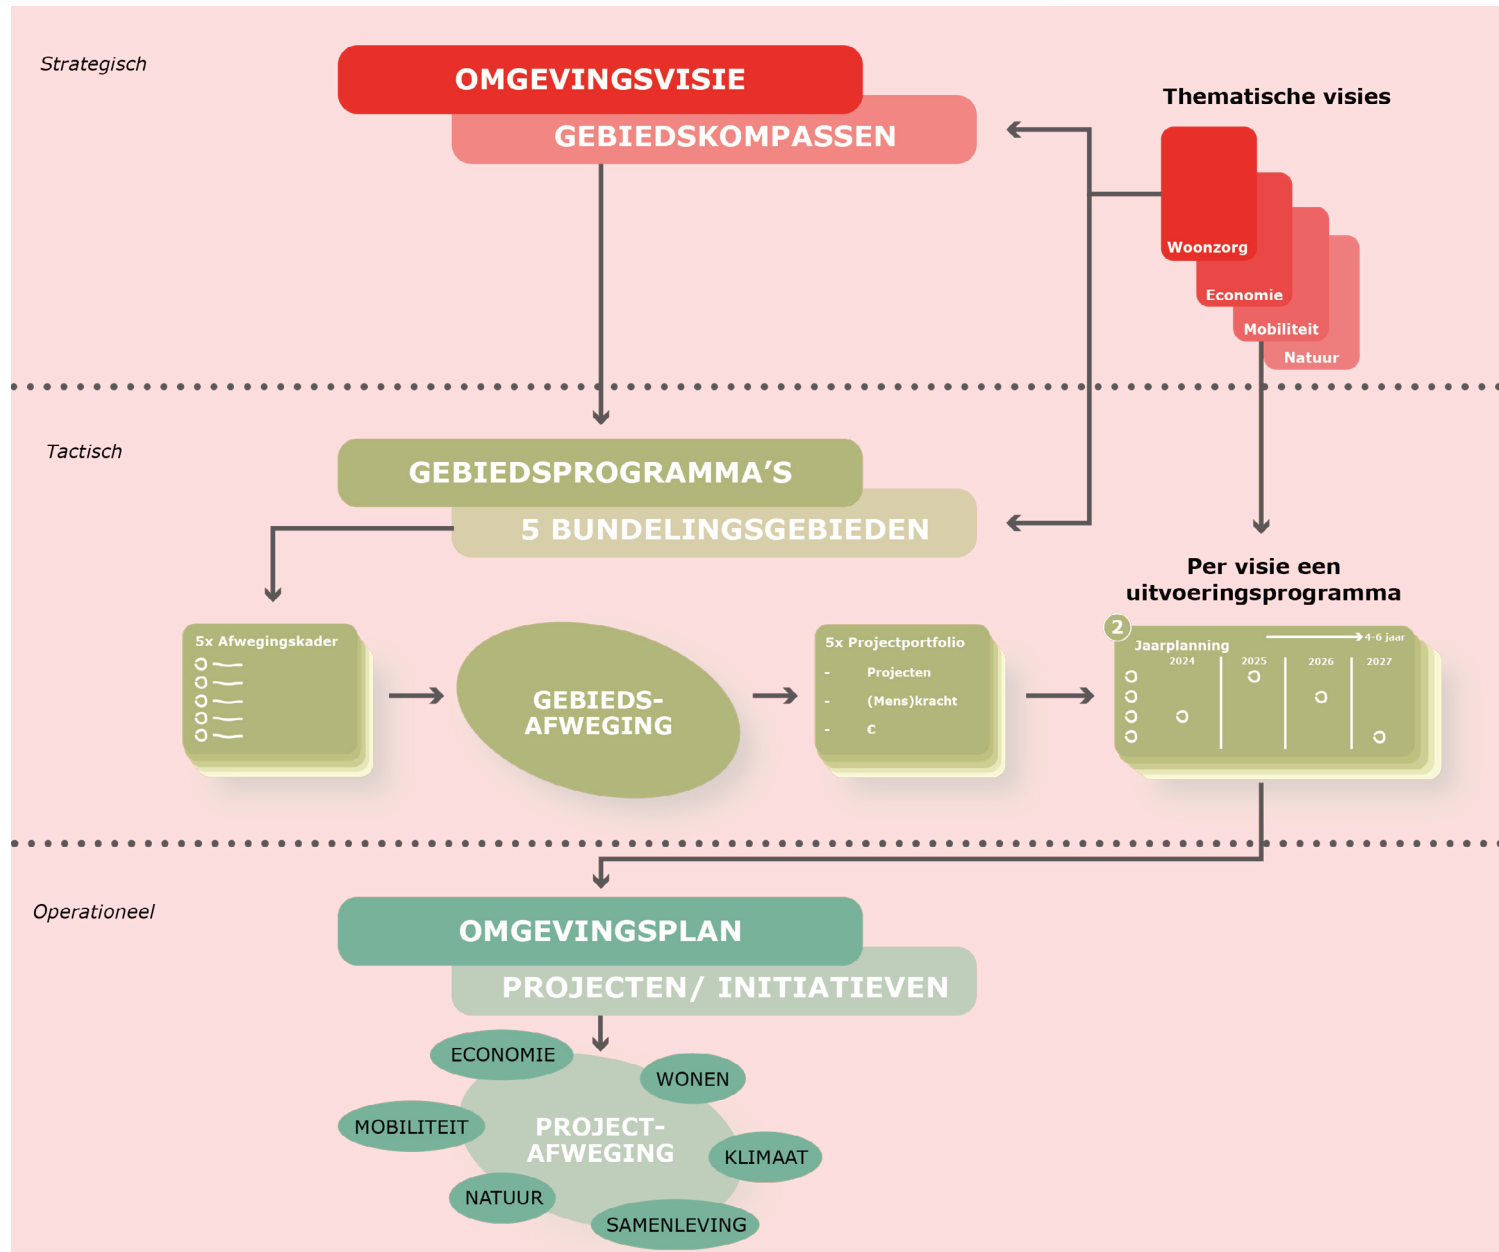 Strategisch
OMGEVINGSVISIE
GEBIEDSKOMPASSEN
Thematische visies
Woonzorg
Economie
Mobiliteit
Natuur
Tactisch
GEBIEDSPROGRAMMA’S
5 BUNDELINGSGEBIEDEN
Per visie een
uitvoeringsprogramma
5x Afwegingskader
GEBIEDS-
AFWEGING
5x Projectportfolio
- Projecten
- (Mens)kracht
- €
2
Jaarplanning
4-6 jaar
2024 2025 2026 2027
Operationeel
OMGEVINGSPLAN
PROJECTEN/ INITIATIEVEN
ECONOMIE
WONEN
MOBILITEIT
PROJECT-
AFWEGING
KLIMAAT
NATUUR
SAMENLEVING